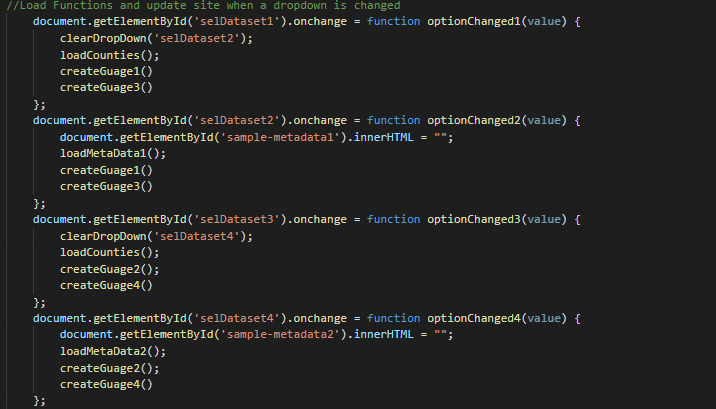 //Load Functions and update site when a dropdown is changed
document.getElementById('selDataset1').onchange = function optionChanged1(value) {
clearDropDown('selDataset2');
loadCounties();
createGuage1()
createGuage3()
};
document.getElementById('selDataset2').onchange = function optionChanged2(value) {
document.getElementById('sample-metadata1').innerHTML = "";
loadMetaData1();
createGuage1()
createGuage3()
};
document.getElementById('selDataset3').onchange = function optionChanged3(value) {
clearDropDown('selDataset4');
loadCounties();
createGuage2();
createGuage4()
};
document.getElementById('selDataset4').onchange = function optionChanged4(value) {
document.getElementById('sample-metadata2').innerHTML = "";
loadMetaData2();
createGuage2();
createGuage4()
};